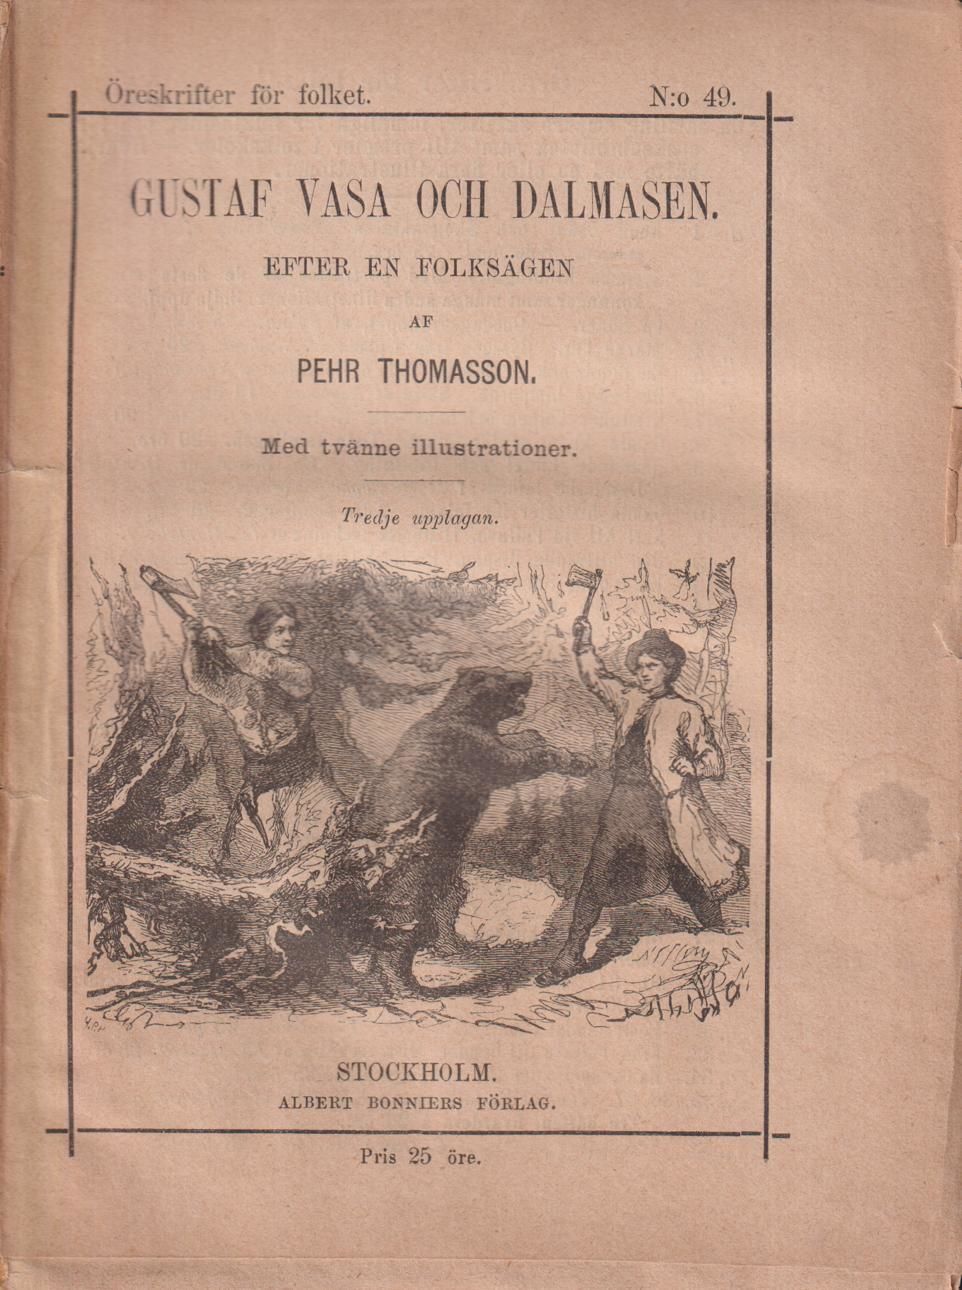 Öreskrifter för folket. N:o 49.
GUSTAF VASA OCH DALMASEN.
EFTER EN FOLKSÄGEN
AF
PEHR THOMASSON.
Med tvänne illustrationer.
Tredje upplagan.
STOCKHOLM.
ALBERT BONNIERS FÖRLAG.
Pris 25 öre.